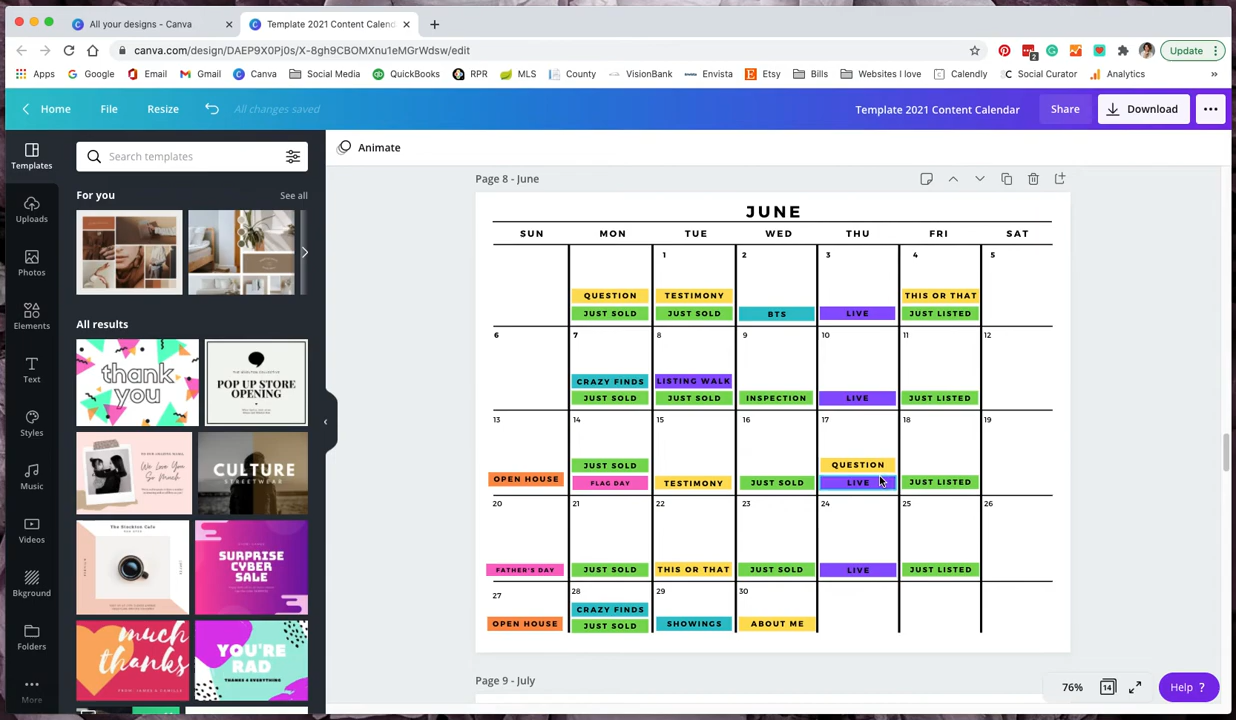 All your designs - Canva
Template 2021 Content Calend
canva.com/design/DAEP9X0Pj0s/X-8gh9CBOMXnu1eMGrWdsw/edit
2
Update
Apps
Google
Email
Gmail
Canva
Social Media
QuickBooks
RPR
MLS
County
VisionBank
Envista
Etsy
Bills
Websites I love
Calendly
Social Curator
Analytics
»
Home
File
Resize
All changes saved
Template 2021 Content Calendar
Share
Download
Templates
Search templates
Animate
Uploads
Photos
Elements
Text
Styles
Music
Videos
Bkground
Folders
More
For you
See all
All results
thank
you
POP UP STORE
OPENING
We Love You
So Much
CULTURE
STREETWEAR
The Stockton Cafe
SURPRISE
CYBER
SALE
much
thanks
YOU'RE
RAD
THANKS 4 EVERYTHING
Page 8 - June
JUNE
SUN MON TUE WED THU FRI SAT
1 2 3 4 5
QUESTION TESTIMONY THIS OR THAT
JUST SOLD JUST SOLD BTS LIVE JUST LISTED
6 7 8 9 10 11 12
CRAZY FINDS LISTING WALK
JUST SOLD JUST SOLD INSPECTION LIVE JUST LISTED
13 14 15 16 17 18 19
JUST SOLD QUESTION
OPEN HOUSE FLAG DAY TESTIMONY JUST SOLD LIVE JUST LISTED
20 21 22 23 24 25 26
FATHER'S DAY JUST SOLD THIS OR THAT JUST SOLD LIVE JUST LISTED
27 28 29 30
CRAZY FINDS
OPEN HOUSE JUST SOLD SHOWINGS ABOUT ME
Page 9 - July
76%
14
Help ?